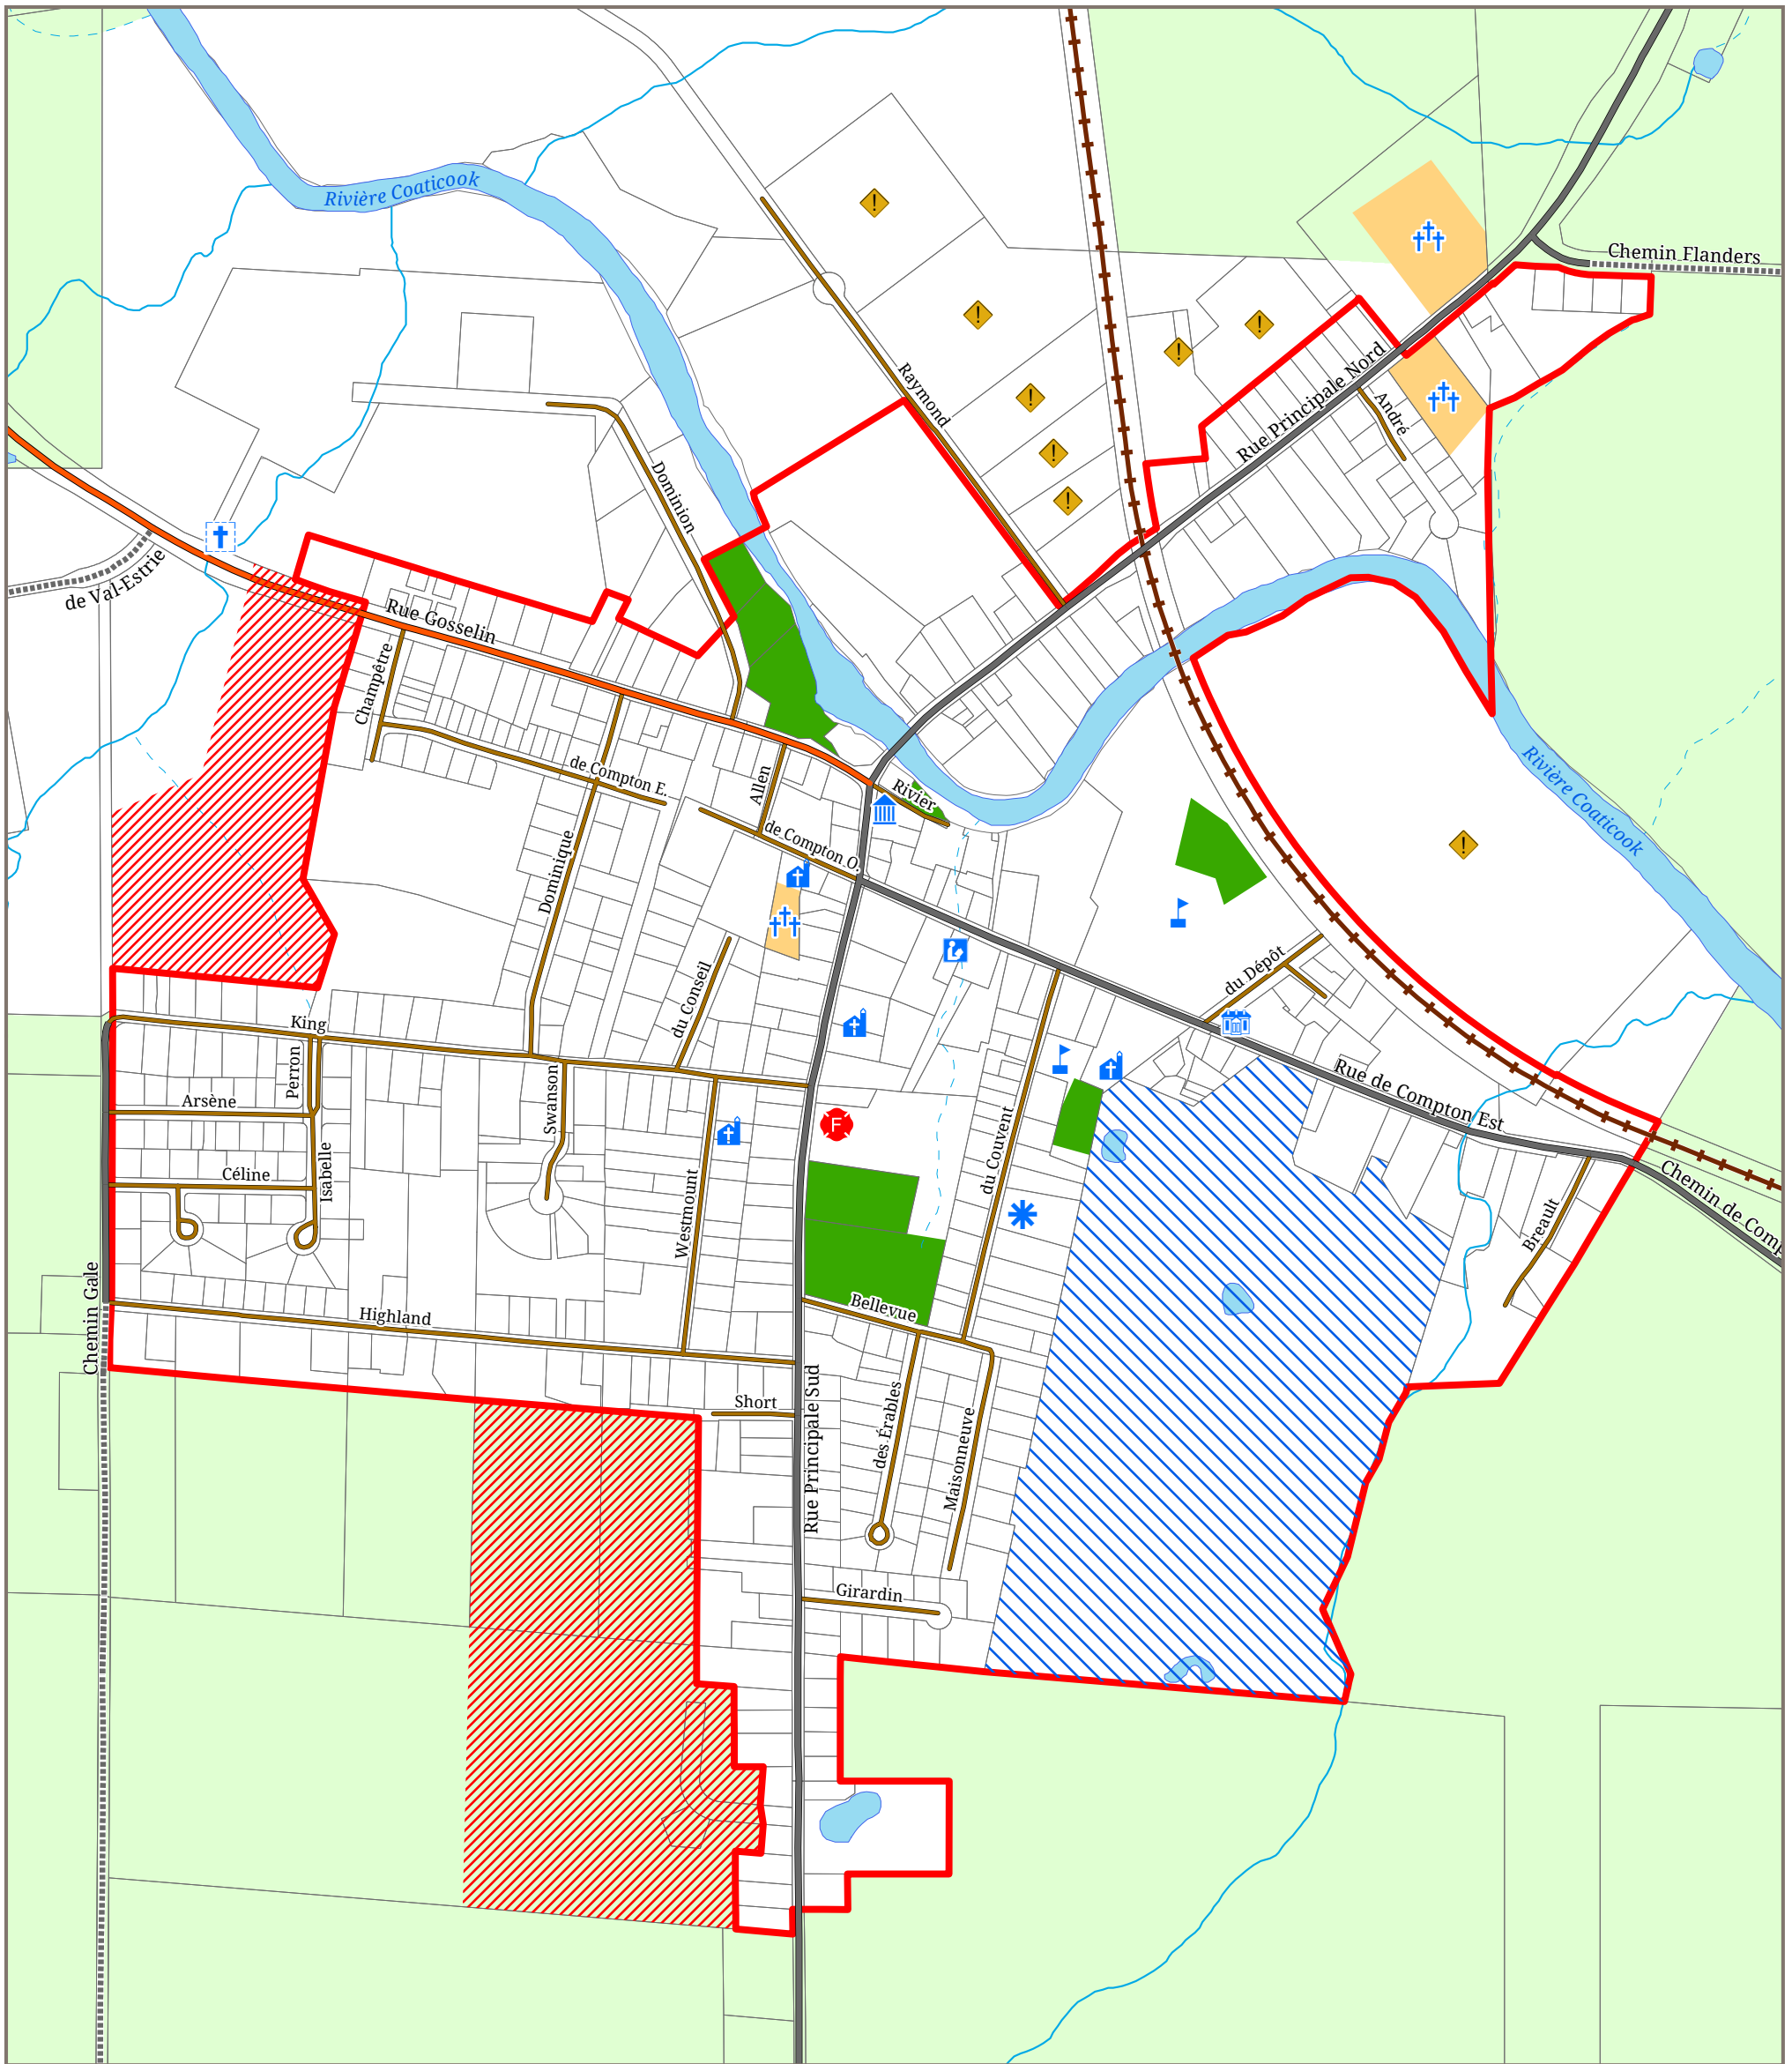 Rivière Coaticook
Chemin Flanders
Raymond
Rue Principale Nord
André
Dominion
de Val-Estrie
Rue Gosselin
Champêtre
de Compton E.
Allen
Rivier
de Compton O.
Dominique
Rivière Coaticook
du Conseil
du Dépôt
King
Perron
Arsène
Swanson
Rue de Compton Est
du Couvent
Céline
Isabelle
Westmount
Breault
Chemin de Comp
Chemin Gale
Highland
Bellevue
Short
Rue Principale Sud
des Érables
Maisonneuve
Girardin
F